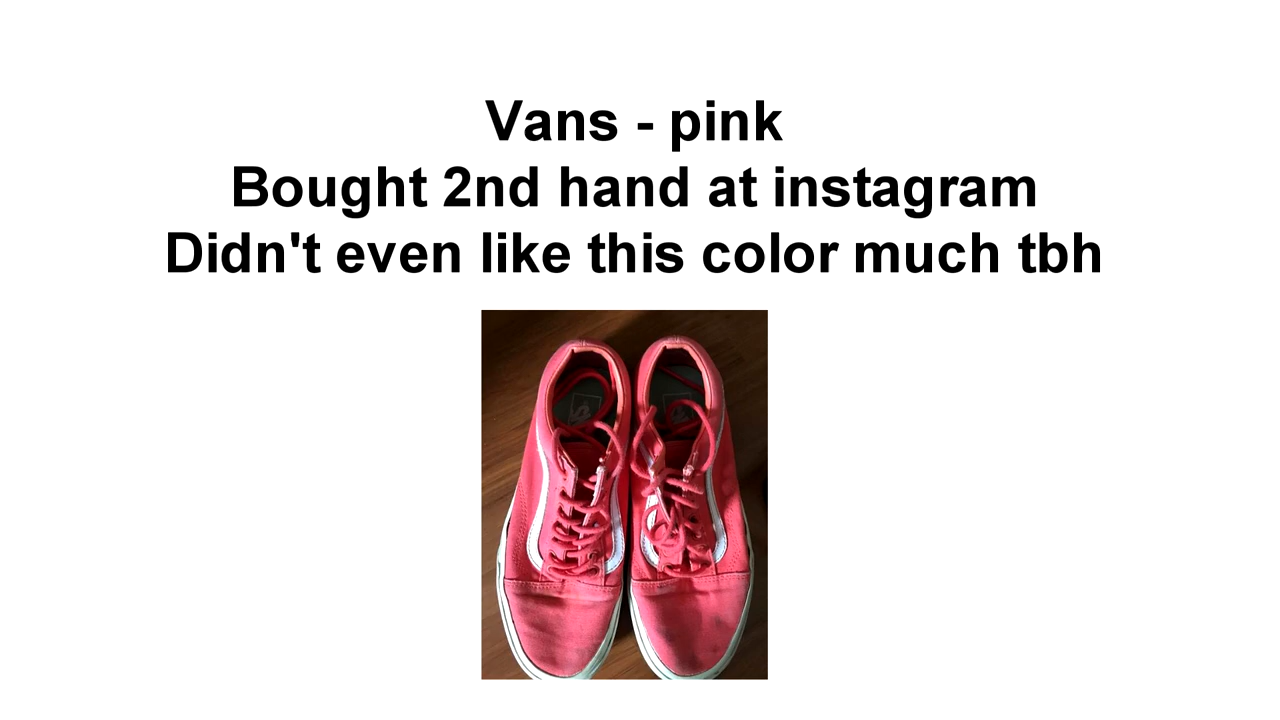 Vans - pink
Bought 2nd hand at instagram
Didn't even like this color much tbh